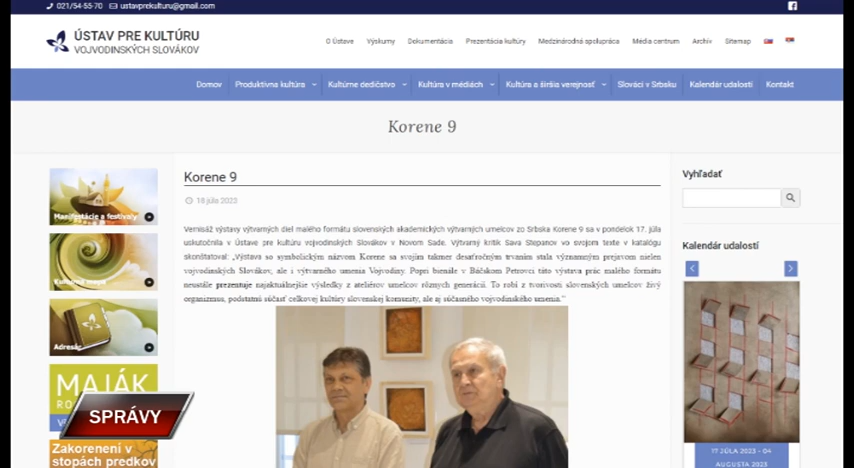 021/54-55-70 ustavprekulturu@gmail.com
ÚSTAV PRE KULTÚRU
VOJVODINSKÝCH SLOVÁKOV
O Ústave Výskumy Dokumentácia Prezentácia kultúry Medzinárodná spolupráca Média centrum Archív Sitemap
Domov Produktívna kultúra Kultúrne dedičstvo Kultúra v médiách Kultúra a širšia verejnosť Slováci v Srbsku Kalendár udalostí Kontakt
Korene 9
Manifestácie a festivaly
Kultúrna mapa
Adresár
MAJÁK
SPRÁVY
Zakorenení v
stopách predkov
Korene 9
18 júla 2023
Vernisáž výstavy výtvarných diel malého formátu slovenských akademických výtvarných umelcov zo Srbska Korene 9 sa v pondelok 17. júla
uskutočnila v Ústave pre kultúru vojvodinských Slovákov v Novom Sade. Výtvarný kritik Sava Stepanov vo svojom texte v katalógu
skonštatoval: „Výstava so symbolickým názvom Korene sa svojím takmer desaťročným trvaním stala významným prejavom nielen
vojvodinských Slovákov, ale i výtvarného umenia Vojvodiny. Popri bienále v Báčskom Petrovci táto výstava prác malého formátu
neustále prezentuje najaktuálnejšie výsledky z ateliérov umelcov rôznych generácií. To robí z tvorivosti slovenských umelcov živý
organizmus, podstatnú súčasť celkovej kultúry slovenskej komunity, ale aj súčasného vojvodinského umenia."
Vyhľadať
Kalendár udalostí
17 JÚLA 2023 - 04
AUGUSTA 2023